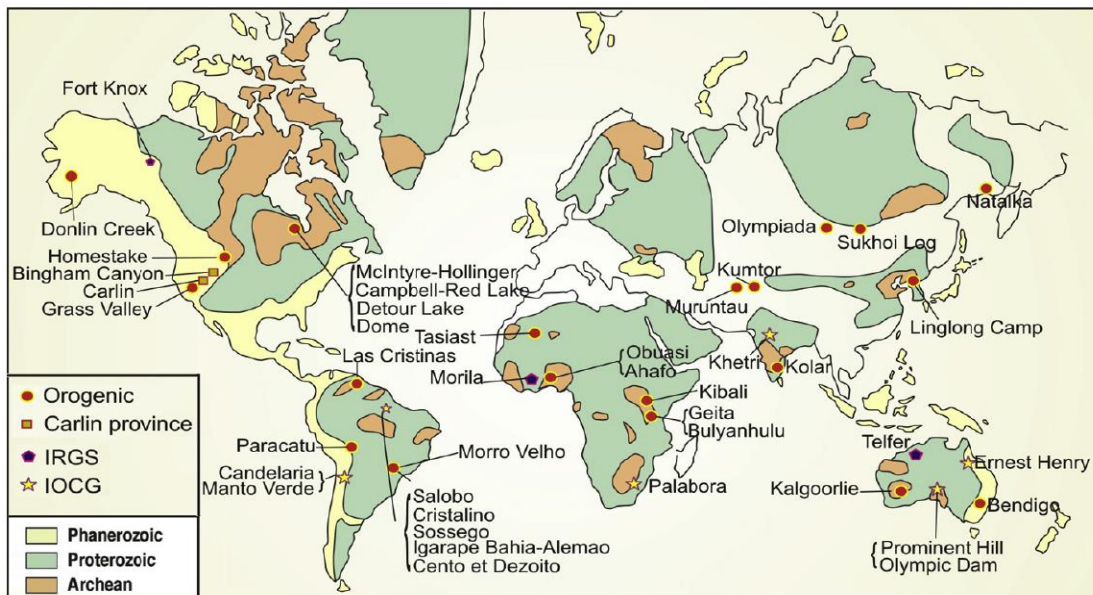 Fort Knox
Donlin Creek
Homestake
Bingham Canyon
Carlin
Grass Valley
McIntyre-Hollinger
Campbell-Red Lake
Detour Lake
Dome
Tasiast
Las Cristinas
Morila
Obuasi
Ahafo
Kibali
Geita
Bulyanhulu
Paracatu
Morro Velho
Candelaria
Manto Verde
Salobo
Cristalino
Sossego
Igarape Bahia-Alemao
Cento et Dezoito
Palabora
Olympiada
Sukhoi Log
Natalka
Kumtor
Muruntau
Linglong Camp
Khetri
Kolar
Telfer
Ernest Henry
Kalgoorlie
Bendigo
Prominent Hill
Olympic Dam
Orogenic
Carlin province
IRGS
IOCG
Phanerozoic
Proterozoic
Archean